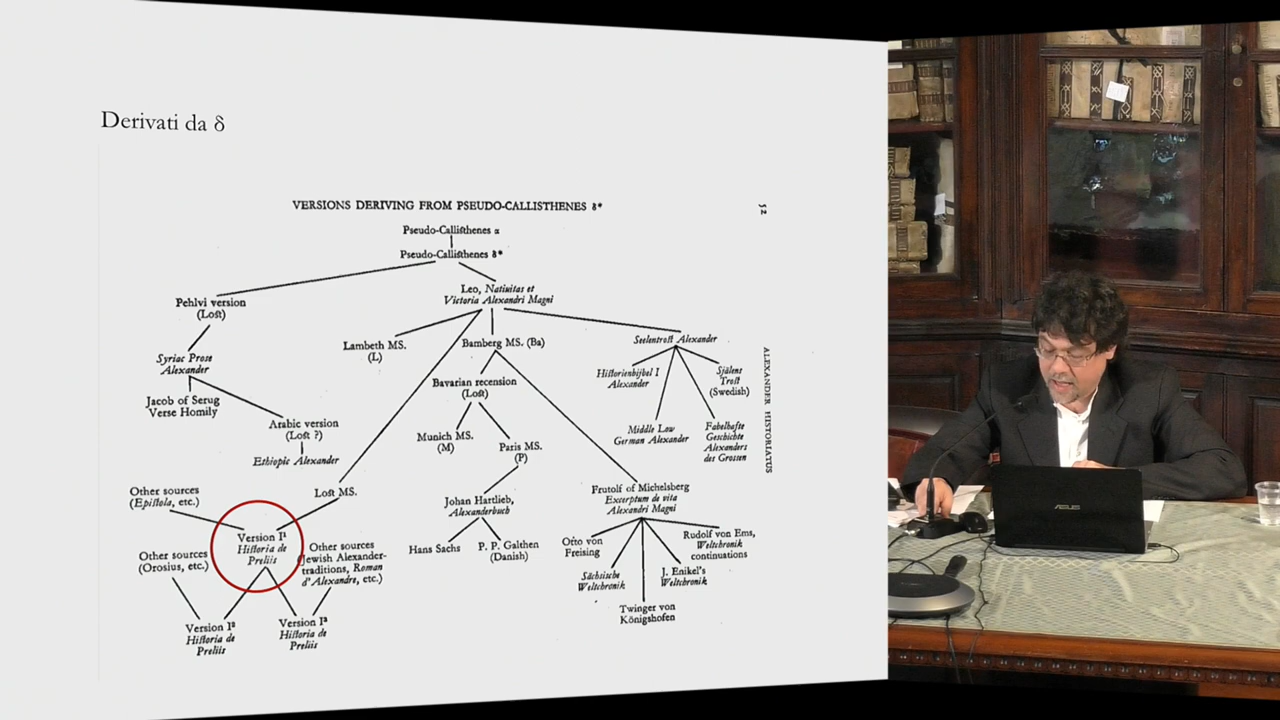 Derivati da δ
VERSIONS DERIVING FROM PSEUDO-CALLISTHENES δ*
52
Pseudo-Callisthenes α
Pseudo-Callisthenes δ*
Pehlvi version
(Lost)
Leo, Natiuitas et
Victoria Alexandri Magni
Syriac Prose
Alexander
Lambeth MS.
(L)
Bamberg MS. (Ba)
Seelentrost Alexander
Jacob of Serug
Verse Homily
Bavarian recension
(Lost)
Historienbijbel I
Alexander
Själens
Trost
(Swedish)
Arabic version
(Lost ?)
Ethiopic Alexander
Munich MS.
(M)
Paris MS.
(P)
Middle Low
German Alexander
Fabelhafte
Geschichte
Alexanders
des Grossen
ALEXANDER HISTORIATUS
Other sources
(Epistola, etc.)
Lost MS.
Johan Hartlieb,
Alexanderbuch
Frutolf of Michelsberg
Excerptum de vita
Alexandri Magni
Version I¹
Historia de
Preliis
Other sources
(Orosius, etc.)
Other sources
(Jewish Alexander-
traditions, Roman
d'Alexandre, etc.)
Hans Sachs
P. P. Galthen
(Danish)
Otto von
Freising
Rudolf von Ems,
Weltchronik
continuations
Sächsische
Weltchronik
J. Enikel's
Weltchronik
Twinger von
Königshofen
Version I²
Historia de
Preliis
Version I³
Historia de
Preliis
ASUS